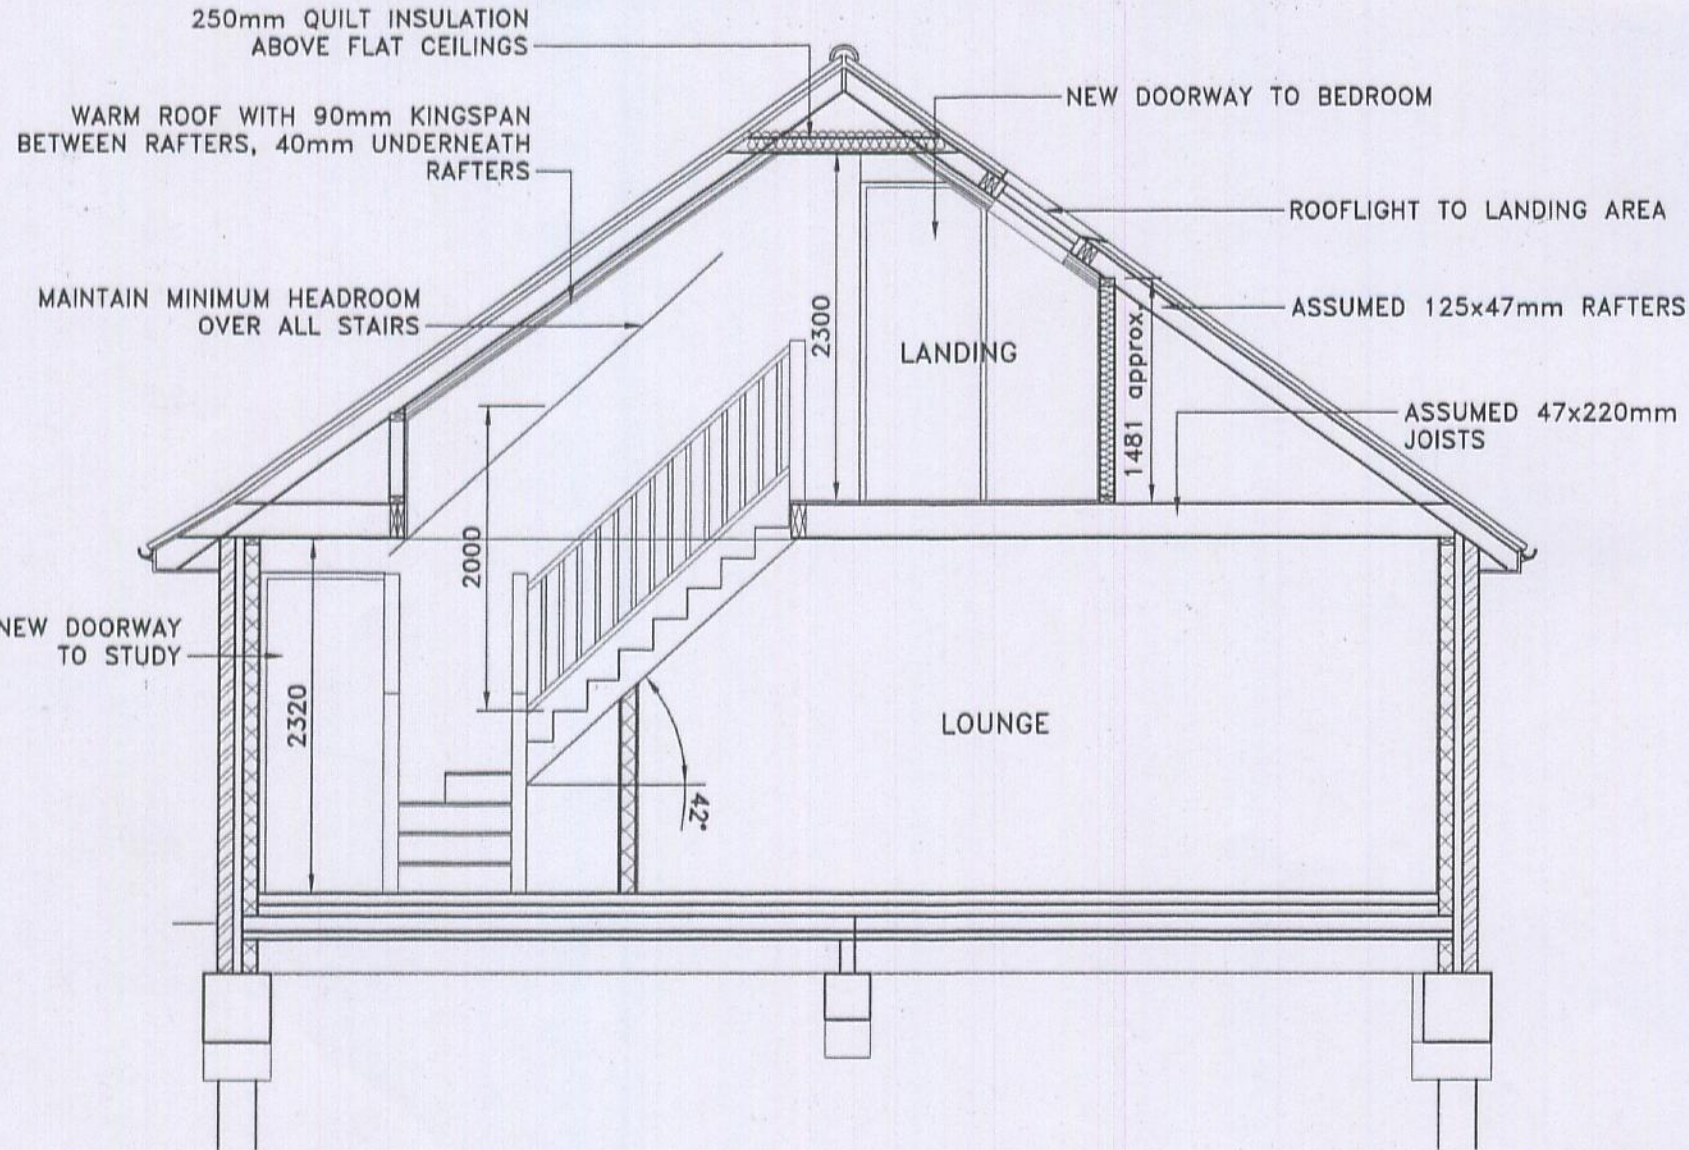 250mm QUILT INSULATION
ABOVE FLAT CEILINGS
NEW DOORWAY TO BEDROOM
WARM ROOF WITH 90mm KINGSPAN
BETWEEN RAFTERS, 40mm UNDERNEATH
RAFTERS
ROOFLIGHT TO LANDING AREA
MAINTAIN MINIMUM HEADROOM
OVER ALL STAIRS
ASSUMED 125x47mm RAFTERS
2300
LANDING
1481 approx.
ASSUMED 47x220mm
JOISTS
2000
NEW DOORWAY
TO STUDY
2320
LOUNGE
42°